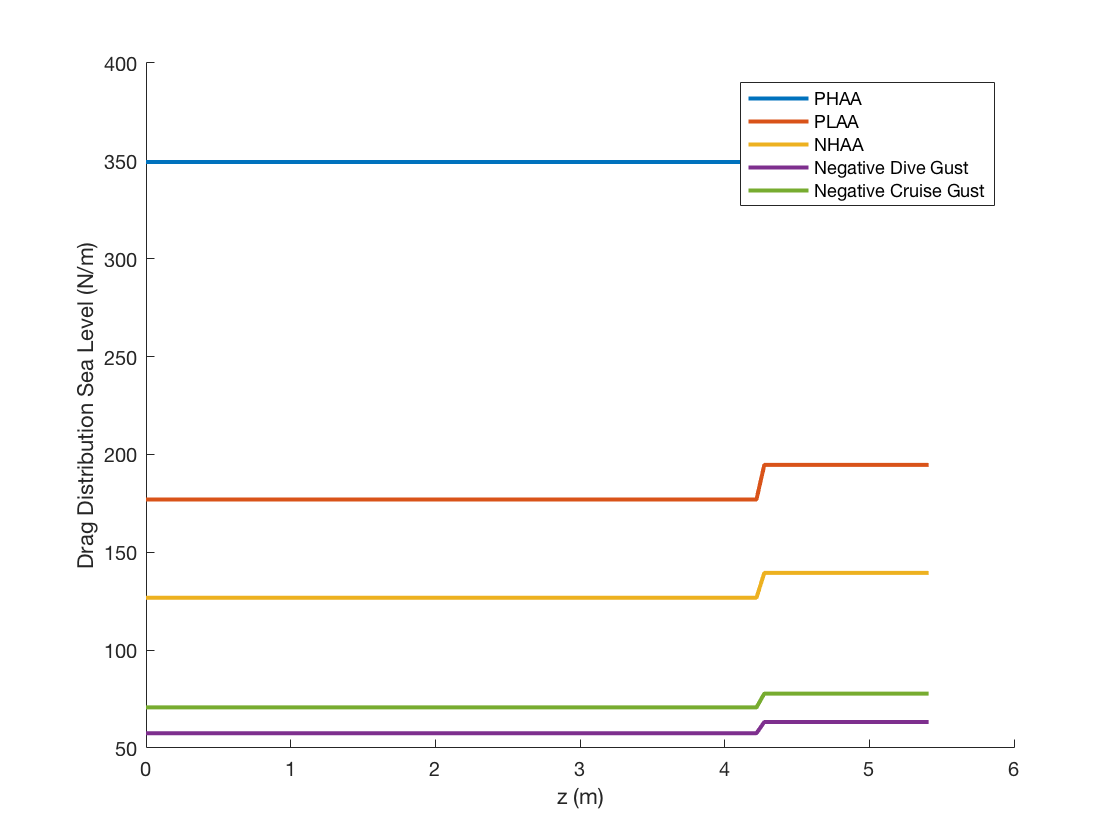 400
350
300
250
200
150
100
50
Drag Distribution Sea Level (N/m)
PHAA
PLAA
NHAA
Negative Dive Gust
Negative Cruise Gust
0 1 2 3 4 5 6
z (m)